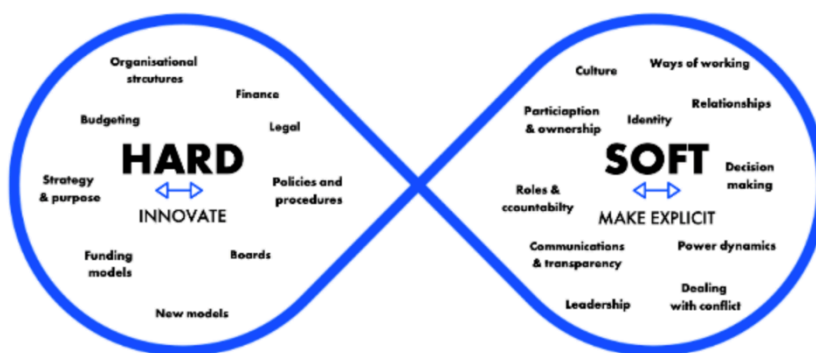 Organisational
strcutures
Finance
Budgeting
Legal
HARD
Strategy
& purpose
Policies and
procedures
INNOVATE
Funding
models
Boards
New models
Culture
Ways of working
Relationships
Particiaption
& ownership
Identity
SOFT
Decision
making
Roles &
ccountabilty
MAKE EXPLICIT
Communications
& transparency
Power dynamics
Leadership
Dealing
with conflict